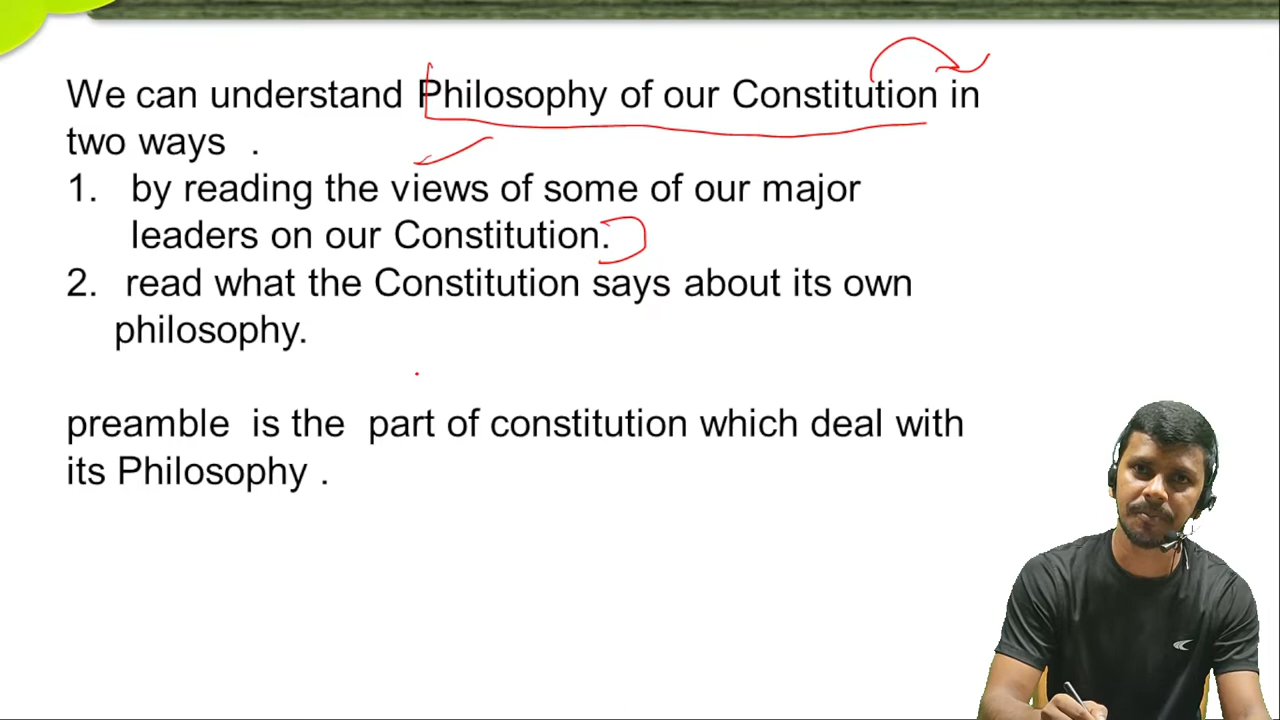 We can understand Philosophy of our Constitution in
two ways .
1. by reading the views of some of our major
leaders on our Constitution.
2. read what the Constitution says about its own
philosophy.
preamble is the part of constitution which deal with
its Philosophy .